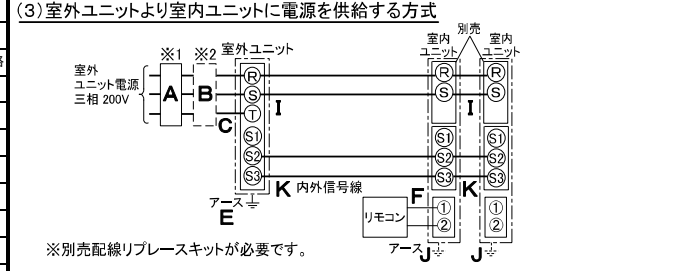 (3)室外ユニットより室内ユニットに電源を供給する方式
別売
※1 ※2 室外ユニット 室内ユニット 室内ユニット
室外ユニット電源 三相 200V
A B C
R S T S1 S2 S3
I
R S S1 S2 S3
I
R S S1 S2 S3
K 内外信号線
K
アース
E
F
リモコン
① ②
① ②
アース J J
※別売配線リプレースキットが必要です。